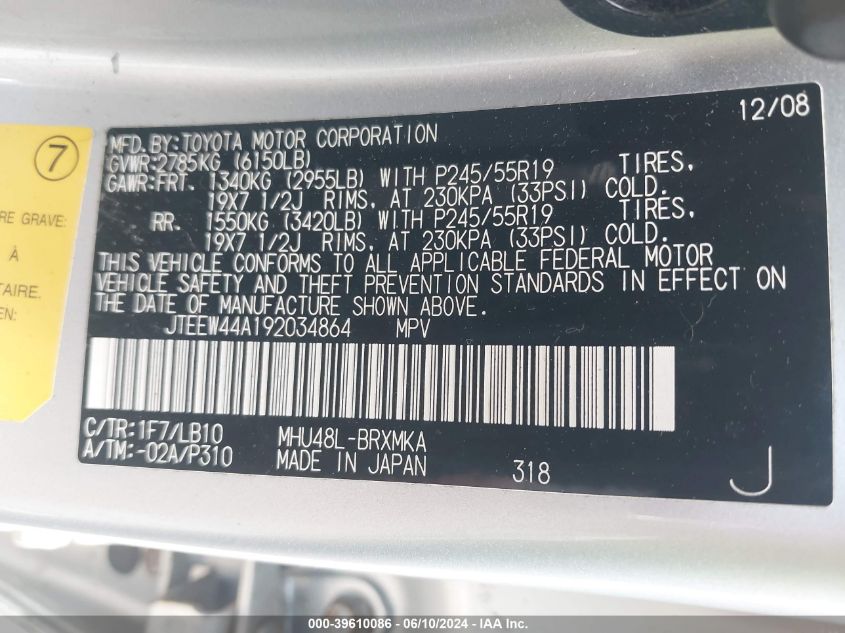 12/08
MFD. BY: TOYOTA MOTOR CORPORATION
GVWR: 2785KG (6150LB)
GAWR: FRT. 1340KG (2955LB) WITH P245/55R19 TIRES,
19X7 1/2J RIMS, AT 230KPA (33PSI) COLD.
RR. 1550KG (3420LB) WITH P245/55R19 TIRES,
19X7 1/2J RIMS, AT 230KPA (33PSI) COLD.
THIS VEHICLE CONFORMS TO ALL APPLICABLE FEDERAL MOTOR
VEHICLE SAFETY AND THEFT PREVENTION STANDARDS IN EFFECT ON
THE DATE OF MANUFACTURE SHOWN ABOVE.
JTEEW44A192034864 MPV
C/TR: 1F7/LB10 MHU48L-BRXMKA
A/TM: -02A/P310 MADE IN JAPAN 318 J
7
RE GRAVE:
À
TAIRE.
EN:
000-39610086 - 06/10/2024 - IAAI.COM